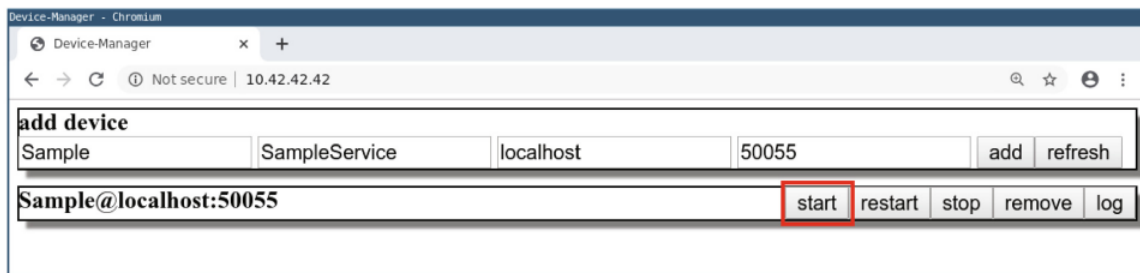 Device-Manager - Chromium
Device-Manager
Not secure 10.42.42.42
add device
Sample SampleService localhost 50055 add refresh
Sample@localhost:50055 start restart stop remove log